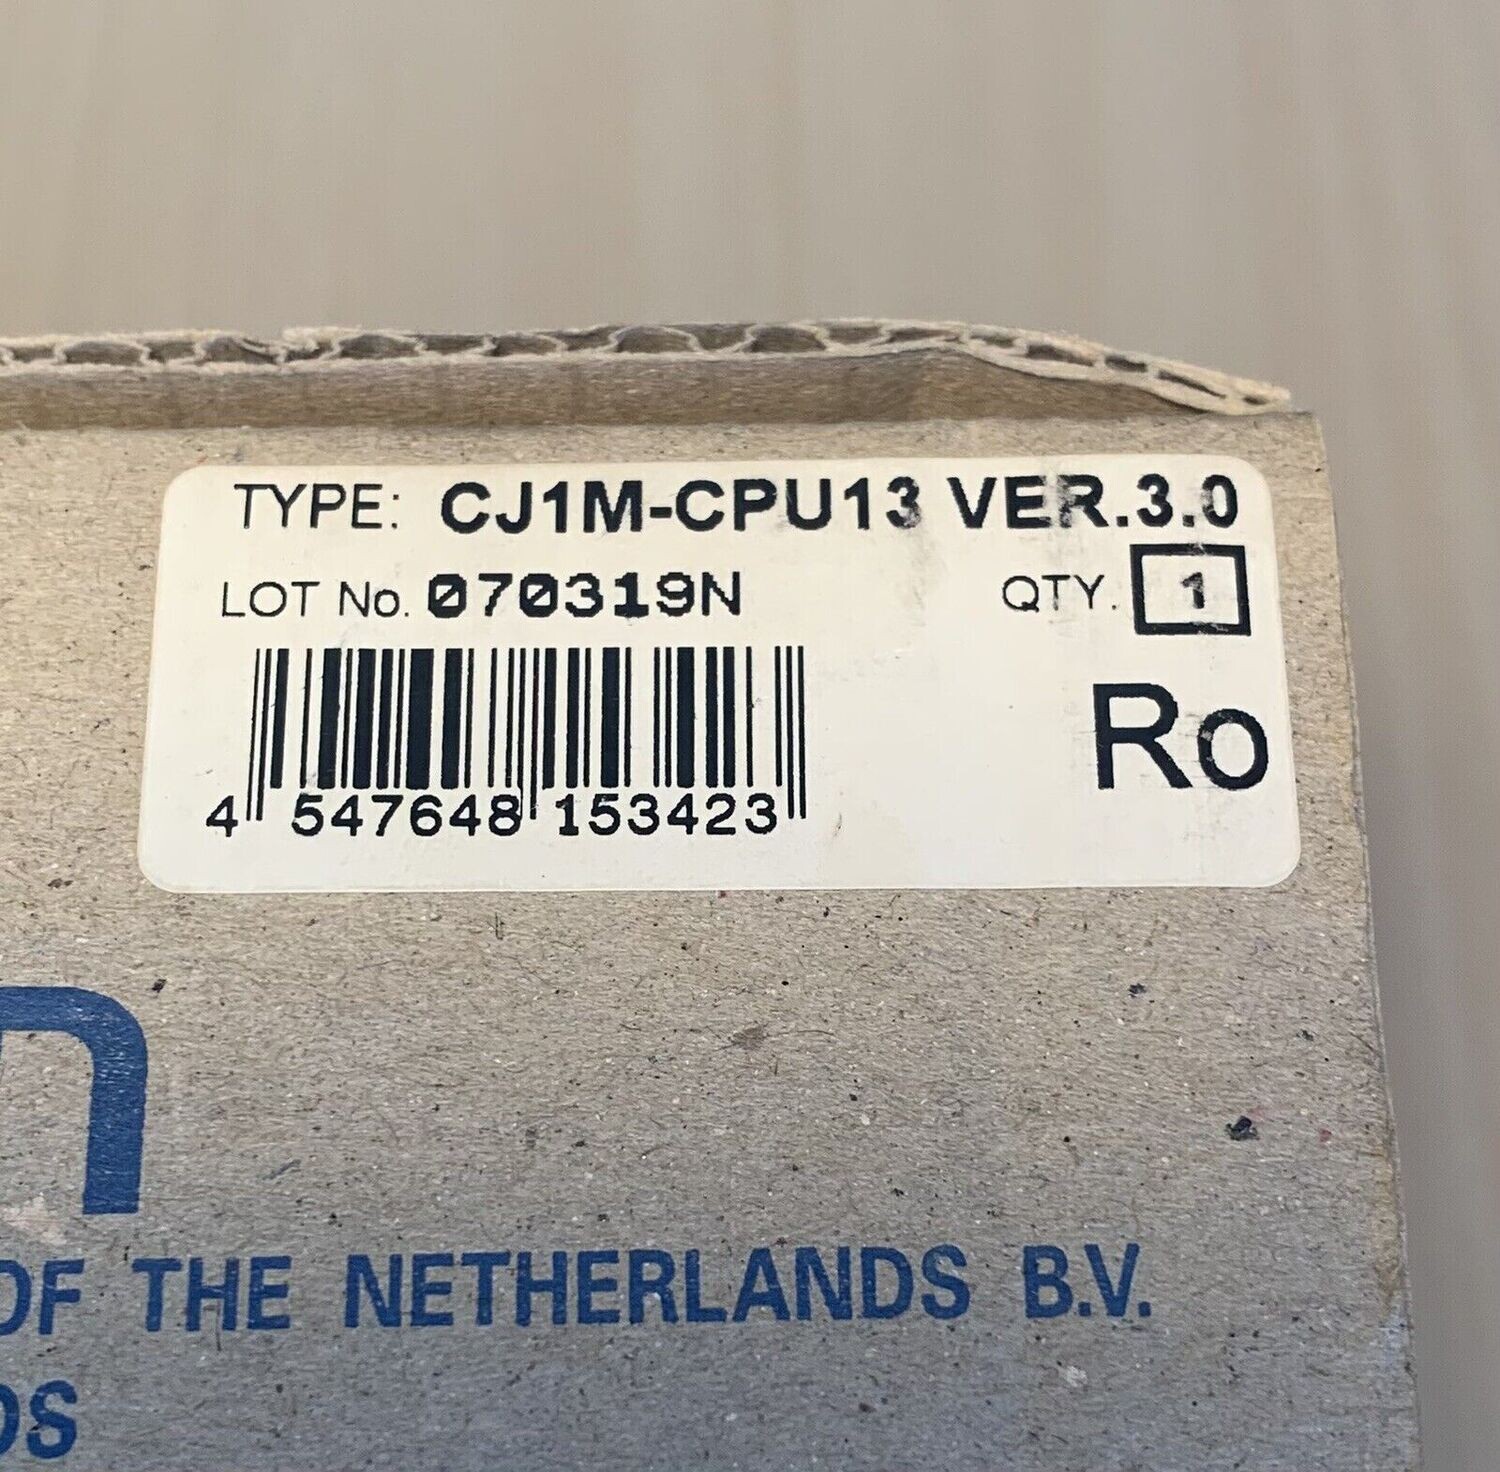 TYPE: CJ1M-CPU13 VER.3.0
LOT No. 070319N QTY. 1
Ro
4 547648 153423
n
OF THE NETHERLANDS B.V.
DS